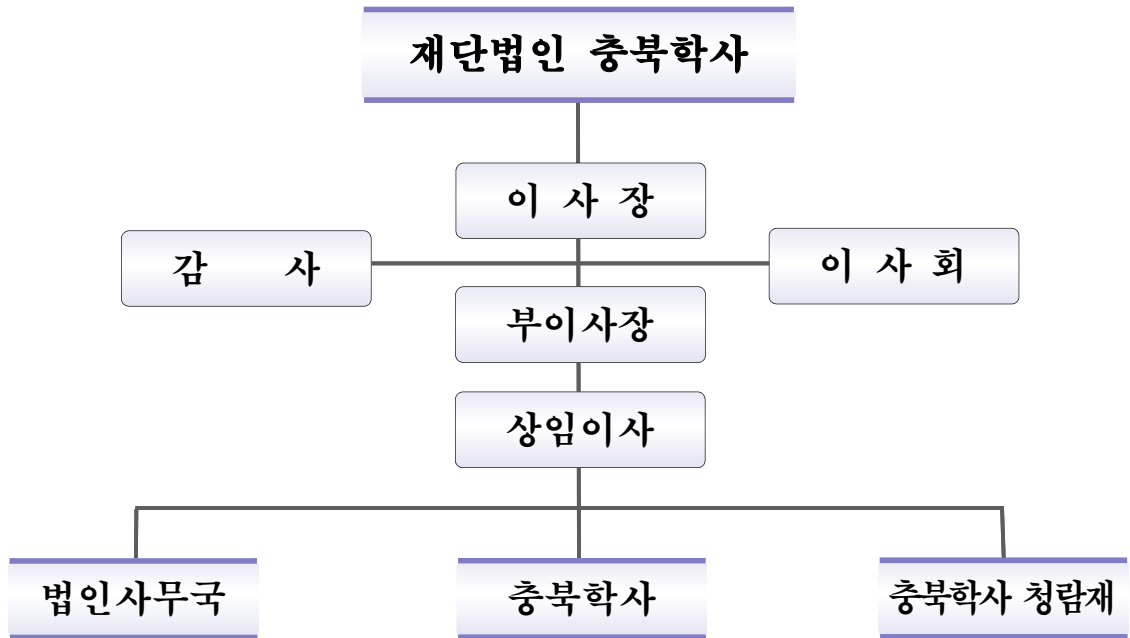 재단법인 충북학사
이 사 장
감 사
이 사 회
부이사장
상임이사
법인사무국
충북학사
충북학사 청람재